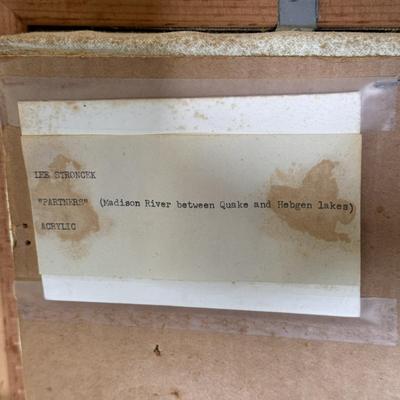 LEE STRONCEK
"PARTNERS" (Madison River between Quake and Hebgen lakes)
ACRYLIC